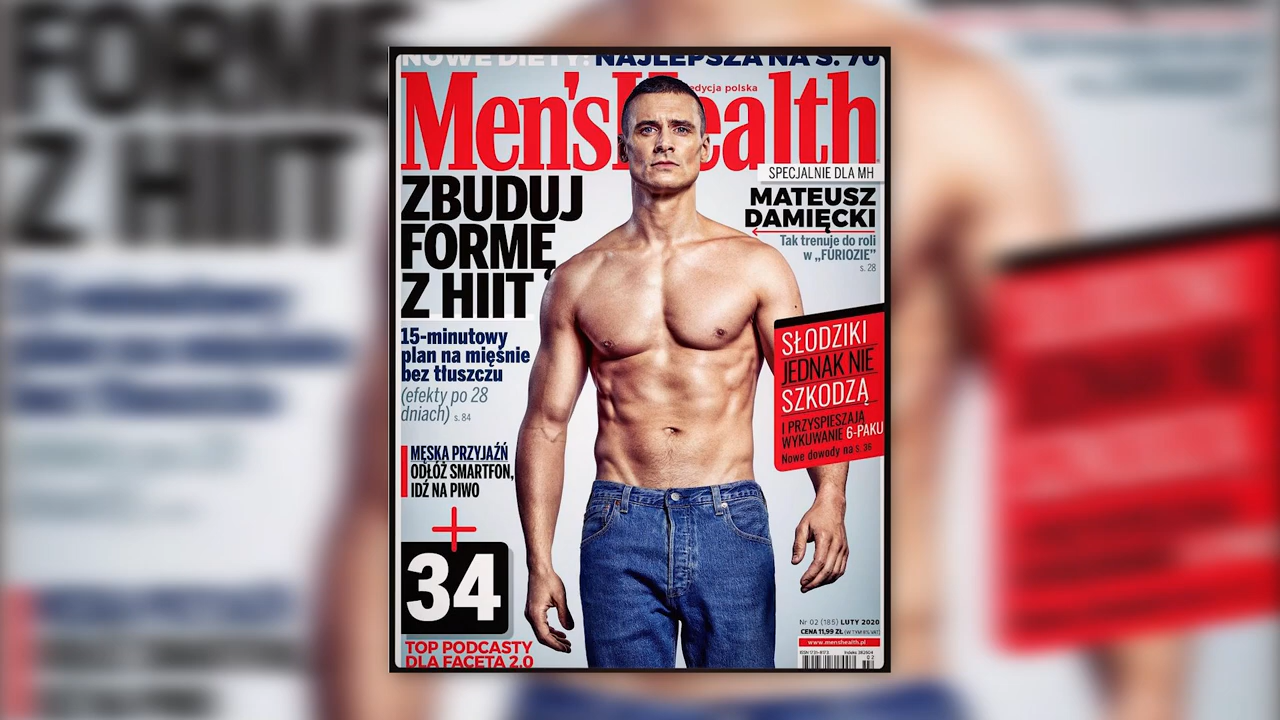 NOWE DIETY: NAJLEPSZA NA S. 70
Men's Health
edycja polska
SPECJALNIE DLA MH
MATEUSZ
DAMIĘCKI
Tak trenuje do roli
w „FURIOZIE”
s. 28
ZBUDUJ
FORMĘ
Z HIIT
15-minutowy
plan na mięśnie
bez tłuszczu
(efekty po 28
dniach) s. 84
MĘSKA PRZYJAŹŃ
ODŁÓŻ SMARTFON,
IDŹ NA PIWO
+
34
TOP PODCASTY
DLA FACETA 2,0
SŁODZIKI
JEDNAK NIE
SZKODZĄ
I PRZYSPIESZAJĄ
WYKUWANIE 6-PAKU
Nowe dowody na s. 36
Nr 02 (185) LUTY 2020
CENA 11,99 ZŁ
www.menshealth.pl
FORMĘ
Z HIIT